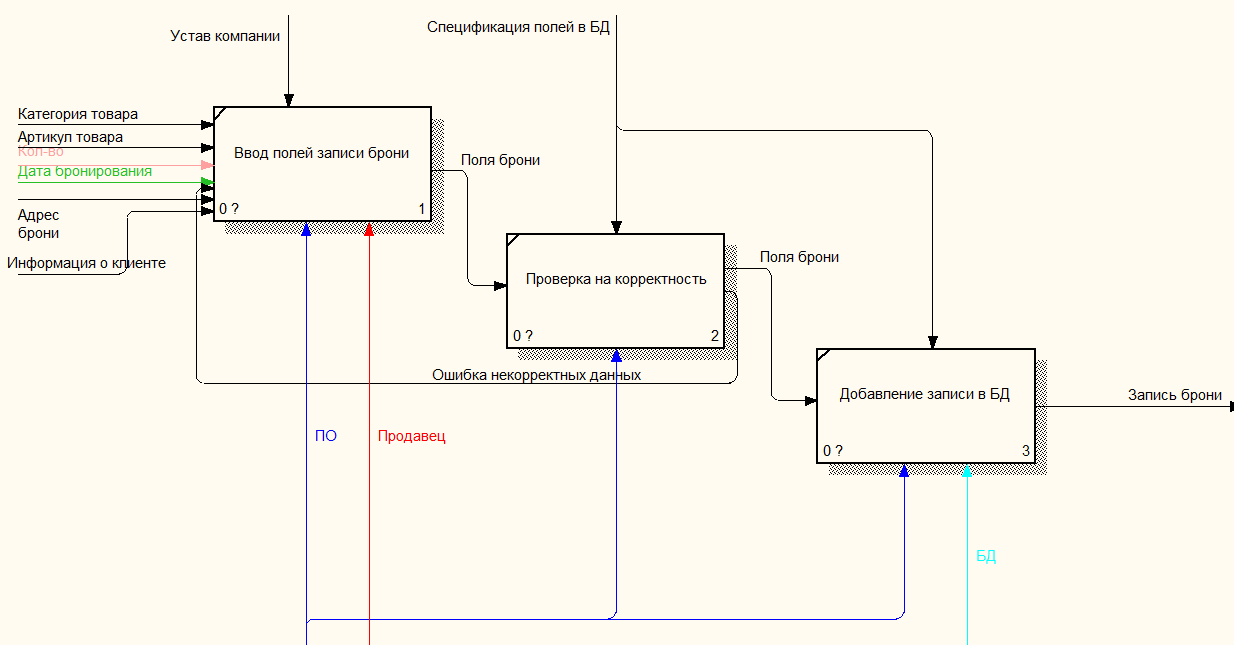 Устав компании
Спецификация полей в БД
Категория товара
Артикул товара
Кол-во
Дата бронирования
Адрес
брони
Информация о клиенте
Ввод полей записи брони
0 ?
1
Поля брони
Проверка на корректность
0 ?
2
Поля брони
Ошибка некорректных данных
Добавление записи в БД
0 ?
3
Запись брони
ПО
Продавец
БД